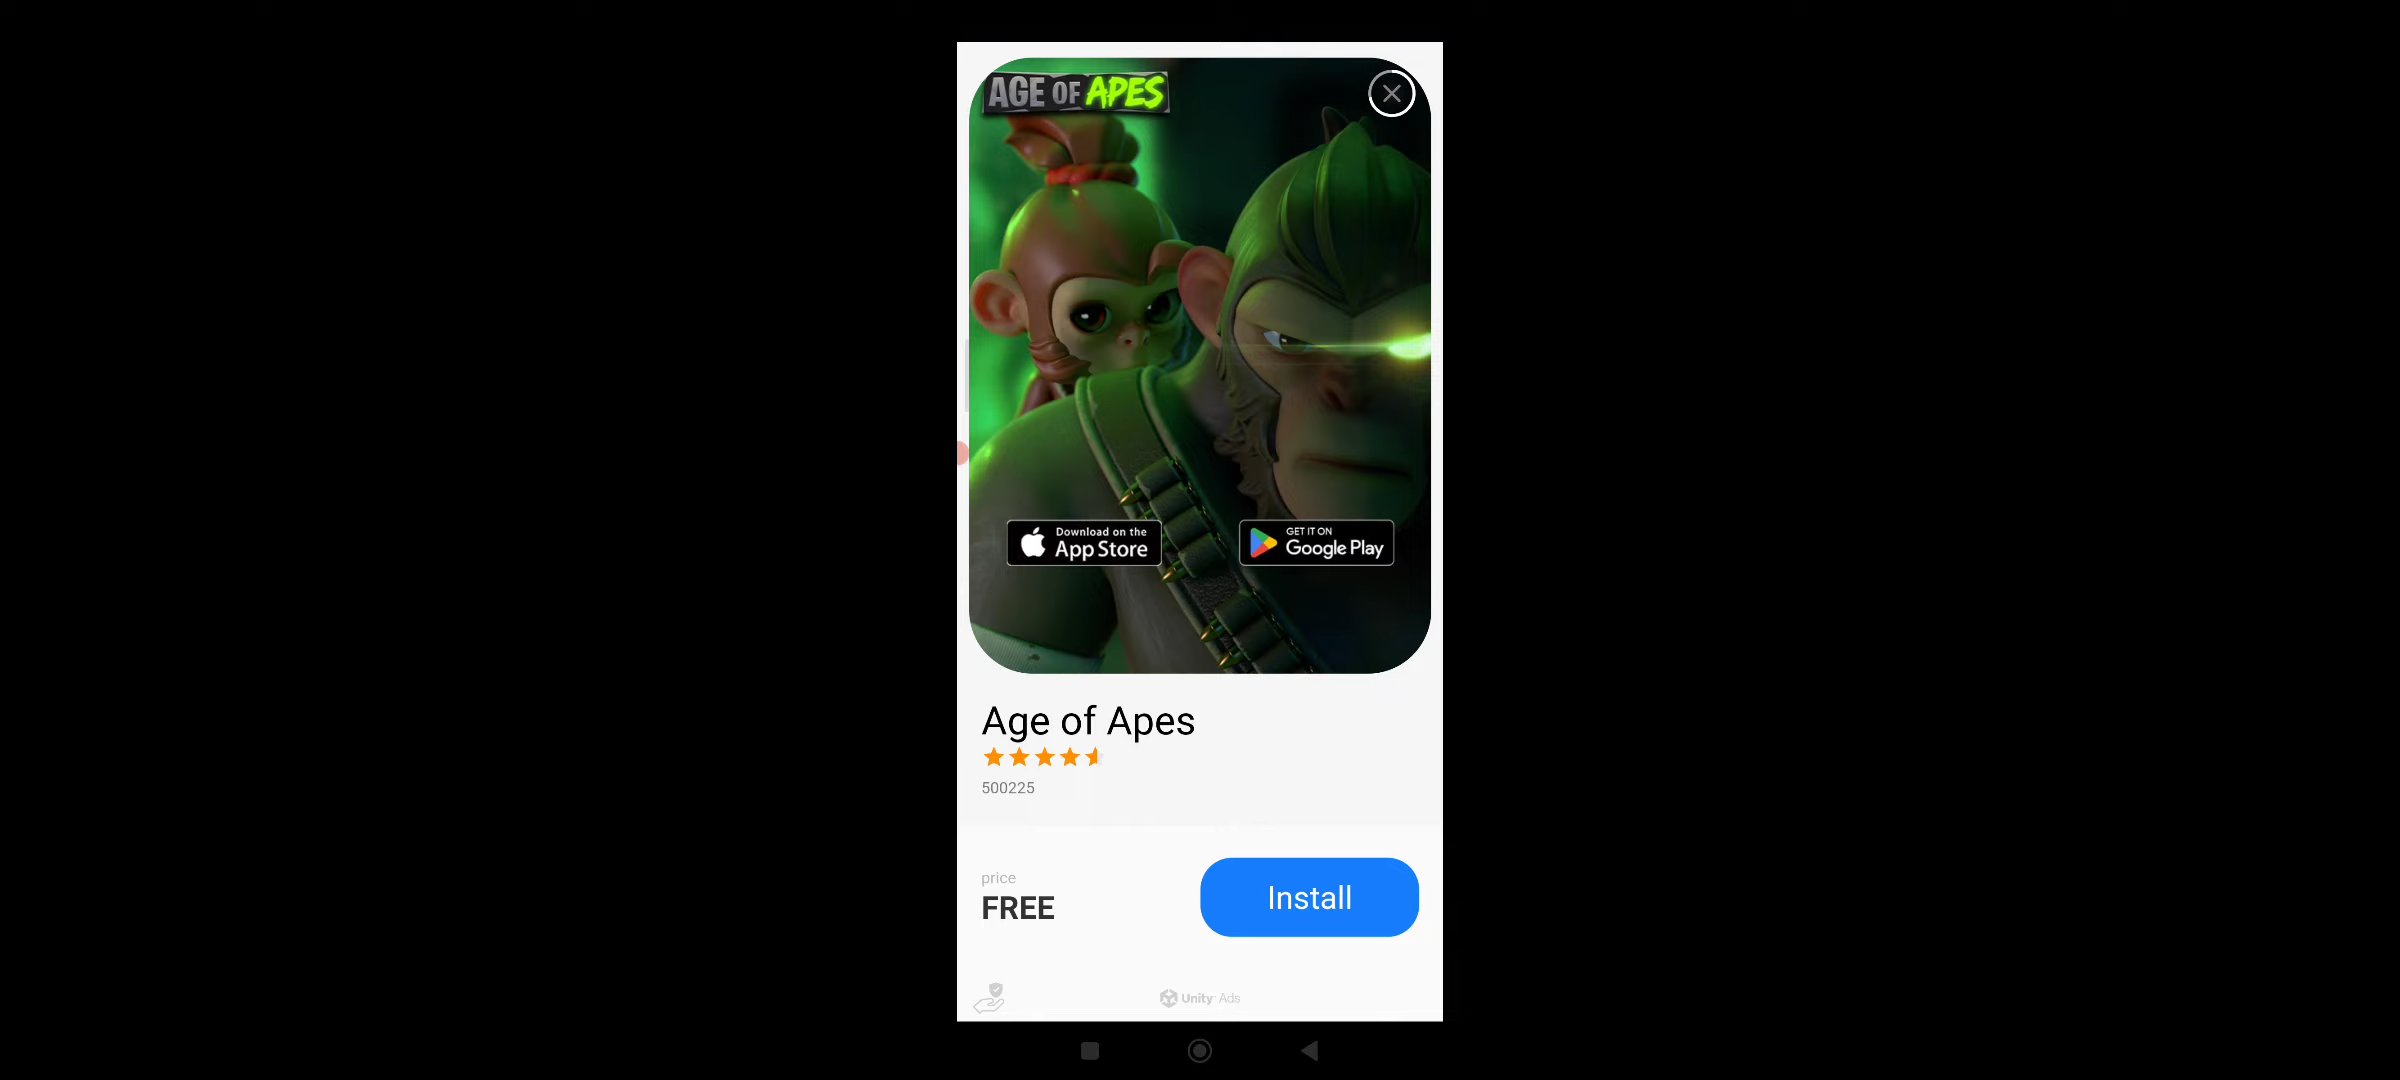 AGE OF APES
Download on the
App Store
GET IT ON
Google Play
Age of Apes
500225
price
FREE
Install
Unity Ads